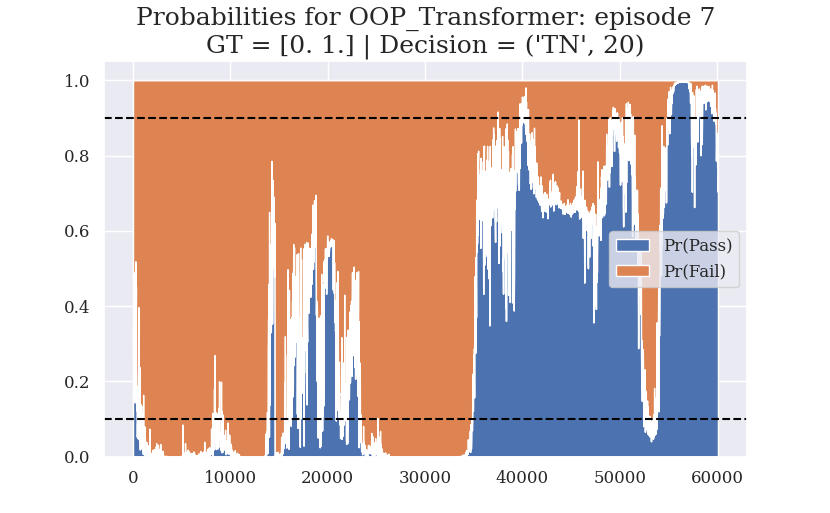 Probabilities for OOP_Transformer: episode 7
GT = [0. 1.] | Decision = ('TN', 20)
1.0
0.8
0.6
0.4
0.2
0.0
Pr(Pass)
Pr(Fail)
0 10000 20000 30000 40000 50000 60000